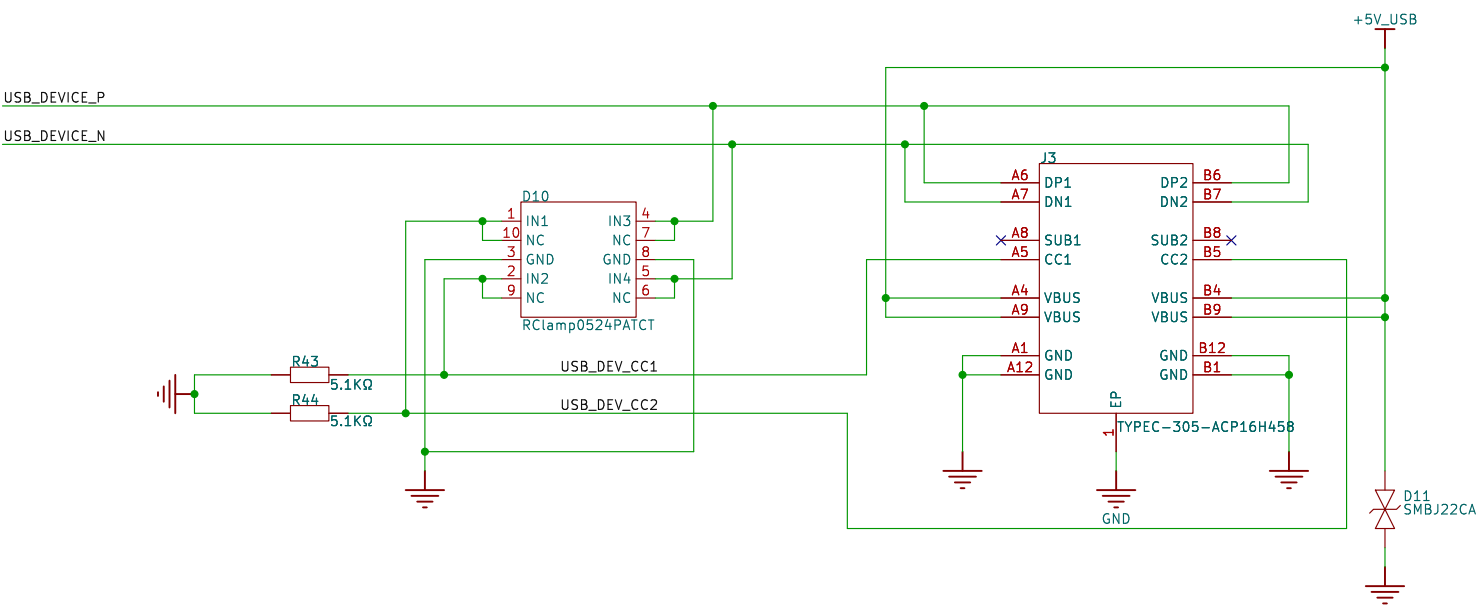 +5V_USB
USB_DEVICE_P
USB_DEVICE_N
J3
A6 DP1 DP2 B6
A7 DN1 DN2 B7
A8 SUB1 SUB2 B8
A5 CC1 CC2 B5
A4 VBUS VBUS B4
A9 VBUS VBUS B9
A1 GND GND B12
A12 GND GND B1
EP
1
TYPEC-305-ACP16H458
GND
D10
1 IN1 IN3 4
10 NC NC 7
3 GND GND 8
2 IN2 IN4 5
9 NC NC 6
RClamp0524PATCT
R43
5.1KΩ
USB_DEV_CC1
R44
5.1KΩ
USB_DEV_CC2
D11
SMBJ22CA